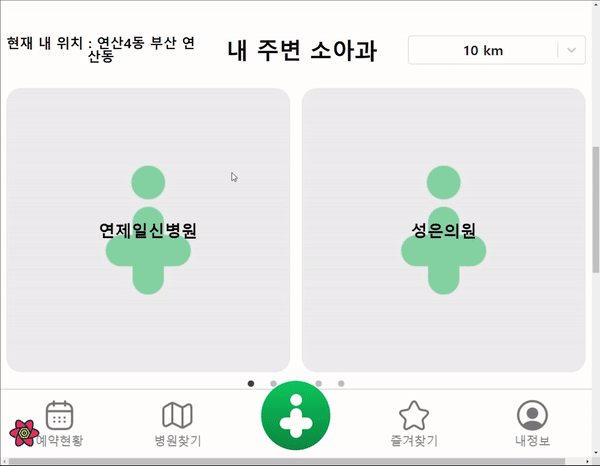 현재 내 위치 : 연산4동 부산 연
산동
내 주변 소아과
10 km
연제일신병원
성은의원
예약현황
병원찾기
즐겨찾기
내정보